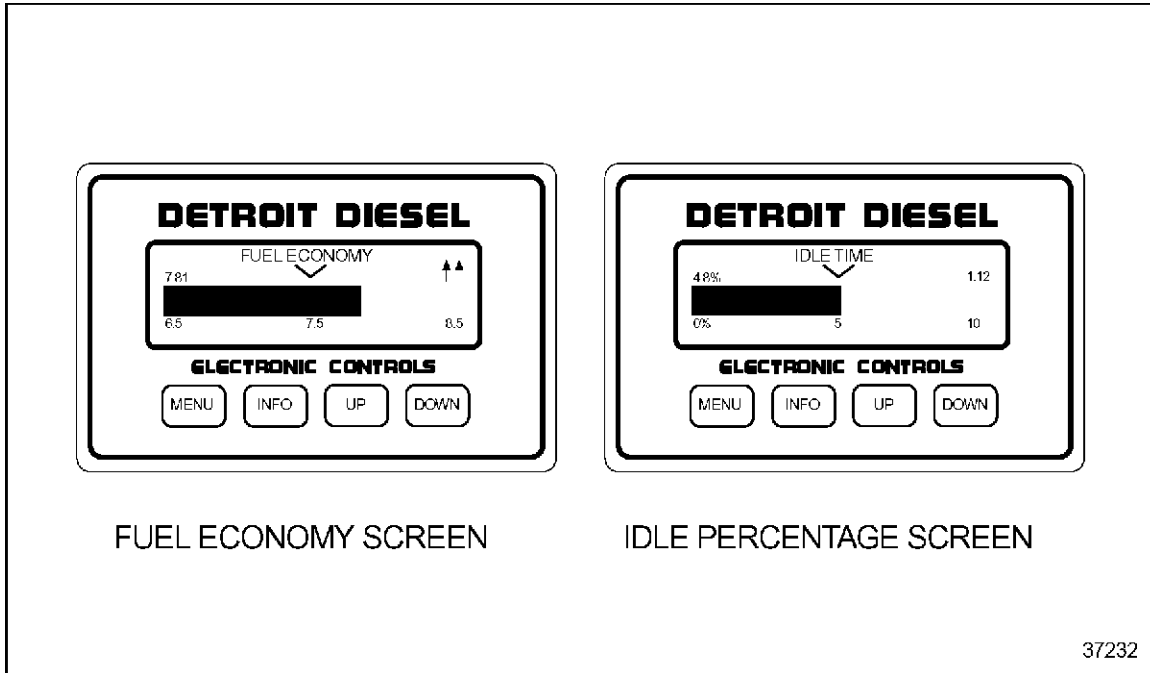 DETROIT DIESEL
FUEL ECONOMY
7.81
6.5 7.5 8.5
ELECTRONIC CONTROLS
MENU INFO UP DOWN
FUEL ECONOMY SCREEN
DETROIT DIESEL
IDLE TIME
4.8% 1.12
0% 5 10
ELECTRONIC CONTROLS
MENU INFO UP DOWN
IDLE PERCENTAGE SCREEN
37232